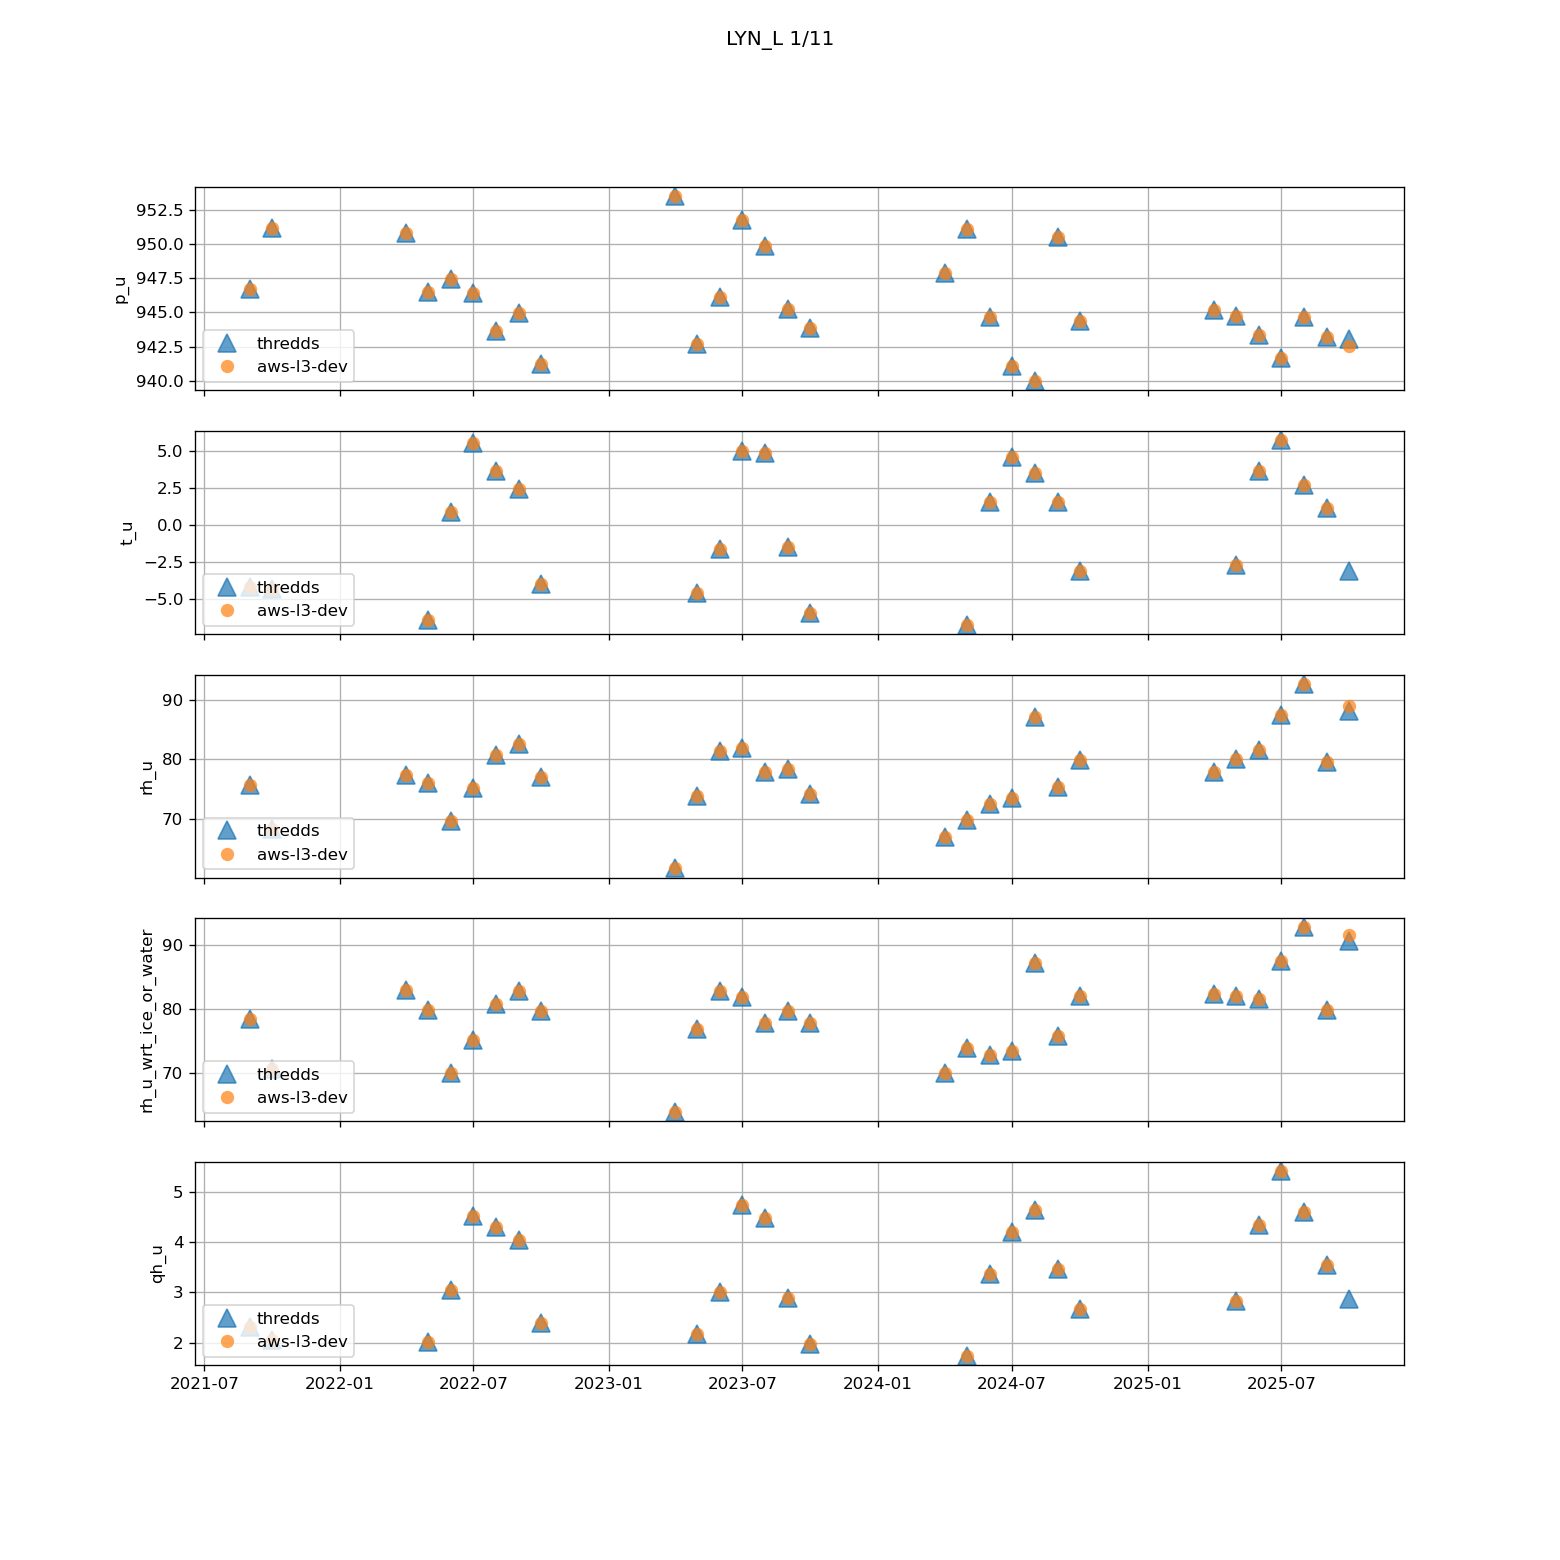 LYN_L 1/11
952.5
950.0
947.5
945.0
942.5
940.0
p_u
thredds
aws-l3-dev
5.0
2.5
0.0
−2.5
−5.0
t_u
thredds
aws-l3-dev
90
80
70
rh_u
thredds
aws-l3-dev
90
80
70
rh_u_wrt_ice_or_water
thredds
aws-l3-dev
5
4
3
2
qh_u
thredds
aws-l3-dev
2021-07 2022-01 2022-07 2023-01 2023-07 2024-01 2024-07 2025-01 2025-07